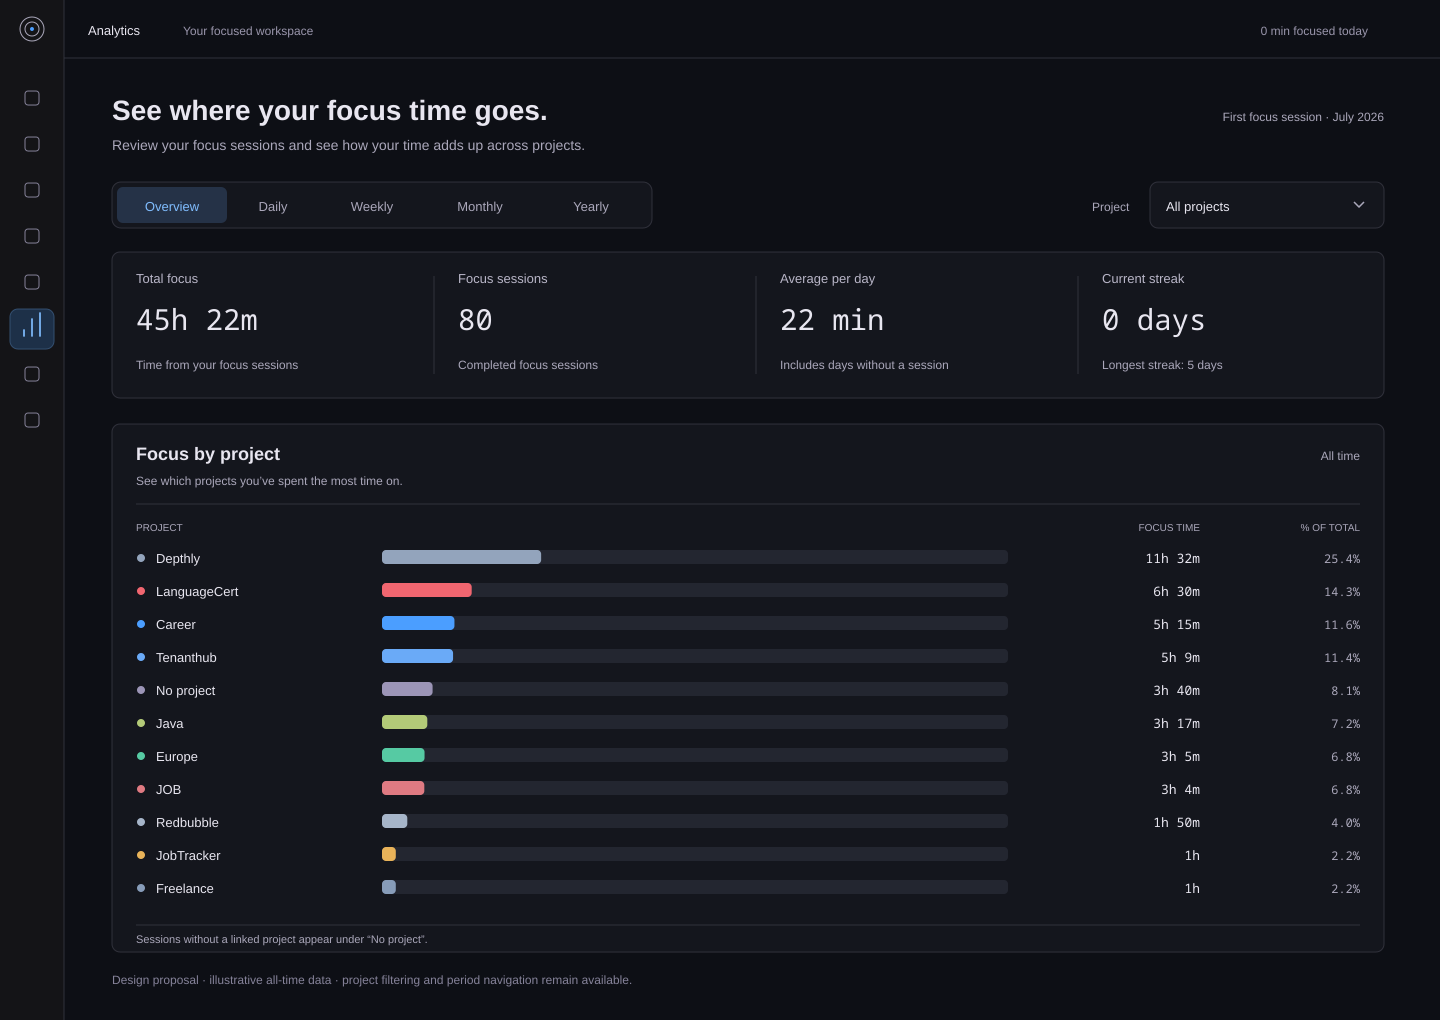 Analytics
Your focused workspace
0 min focused today
See where your focus time goes.
First focus session · July 2026
Review your focus sessions and see how your time adds up across projects.
Overview Daily Weekly Monthly Yearly
Project
All projects
Total focus
45h 22m
Time from your focus sessions
Focus sessions
80
Completed focus sessions
Average per day
22 min
Includes days without a session
Current streak
0 days
Longest streak: 5 days
Focus by project
All time
See which projects you’ve spent the most time on.
PROJECT FOCUS TIME % OF TOTAL
Depthly 11h 32m 25.4%
LanguageCert 6h 30m 14.3%
Career 5h 15m 11.6%
Tenanthub 5h 9m 11.4%
No project 3h 40m 8.1%
Java 3h 17m 7.2%
Europe 3h 5m 6.8%
JOB 3h 4m 6.8%
Redbubble 1h 50m 4.0%
JobTracker 1h 2.2%
Freelance 1h 2.2%
Sessions without a linked project appear under “No project”.
Design proposal · illustrative all-time data · project filtering and period navigation remain available.